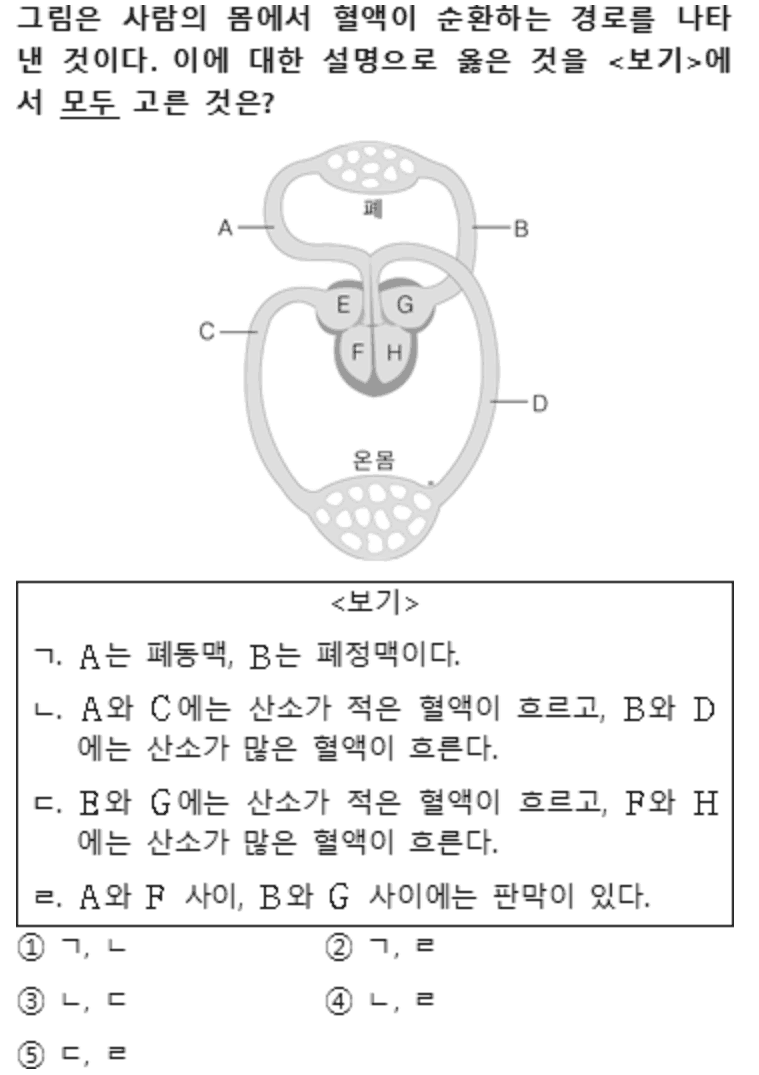 그림은 사람의 몸에서 혈액이 순환하는 경로를 나타
낸 것이다. 이에 대한 설명으로 옳은 것을 <보기>에
서 모두 고른 것은?
폐
A
B
E
G
C
F
H
D
온몸
<보기>
ㄱ. A는 폐동맥, B는 폐정맥이다.
ㄴ. A와 C에는 산소가 적은 혈액이 흐르고, B와 D
에는 산소가 많은 혈액이 흐른다.
ㄷ. E와 G에는 산소가 적은 혈액이 흐르고, F와 H
에는 산소가 많은 혈액이 흐른다.
ㄹ. A와 F 사이, B와 G 사이에는 판막이 있다.
① ㄱ, ㄴ ② ㄱ, ㄹ
③ ㄴ, ㄷ ④ ㄴ, ㄹ
⑤ ㄷ, ㄹ